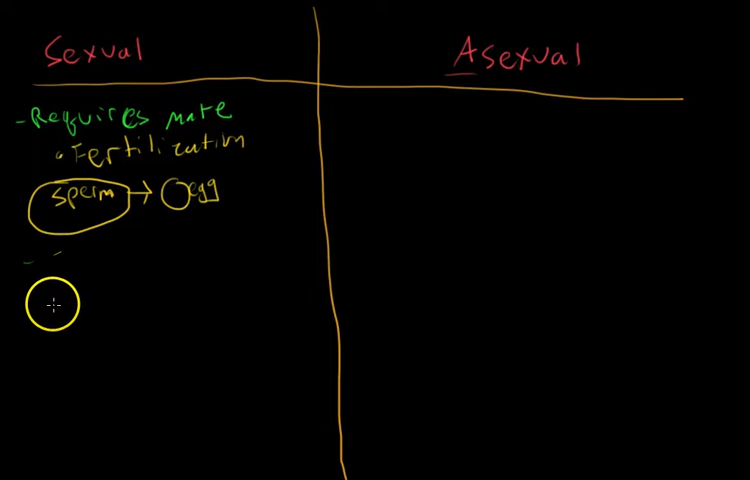 Sexual
Asexual
-Requires mate
Fertilization
sperm → egg